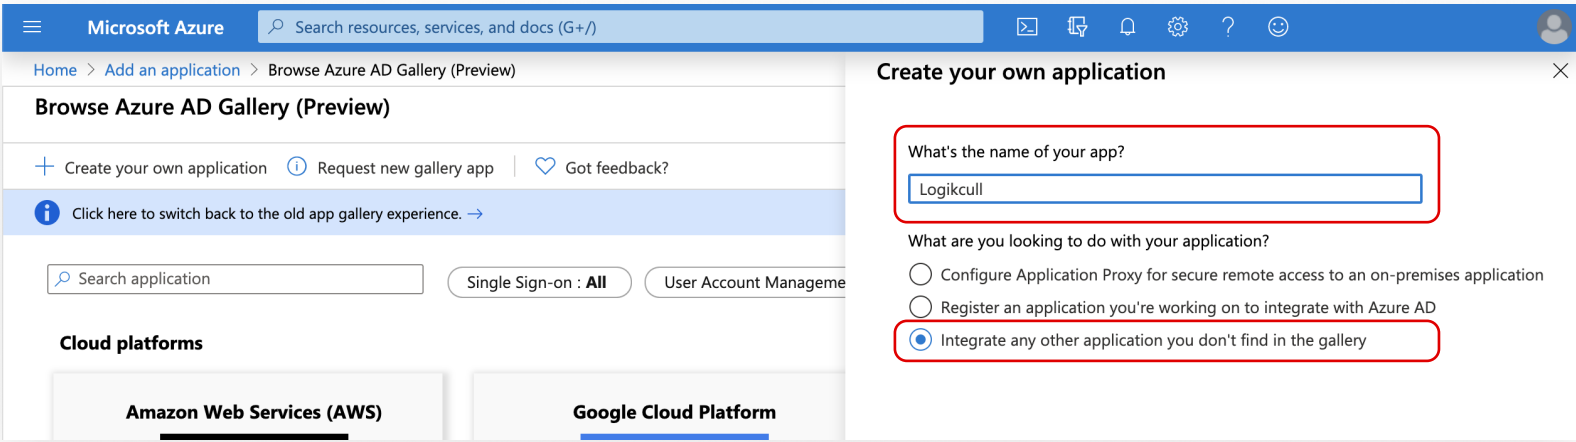 Microsoft Azure
Search resources, services, and docs (G+/)
Home > Add an application > Browse Azure AD Gallery (Preview)
Browse Azure AD Gallery (Preview)
Create your own application
Request new gallery app
Got feedback?
Click here to switch back to the old app gallery experience. →
Search application
Single Sign-on : All
User Account Manageme
Cloud platforms
Amazon Web Services (AWS)
Google Cloud Platform
Create your own application
What's the name of your app?
Logikcull
What are you looking to do with your application?
Configure Application Proxy for secure remote access to an on-premises application
Register an application you're working on to integrate with Azure AD
Integrate any other application you don't find in the gallery